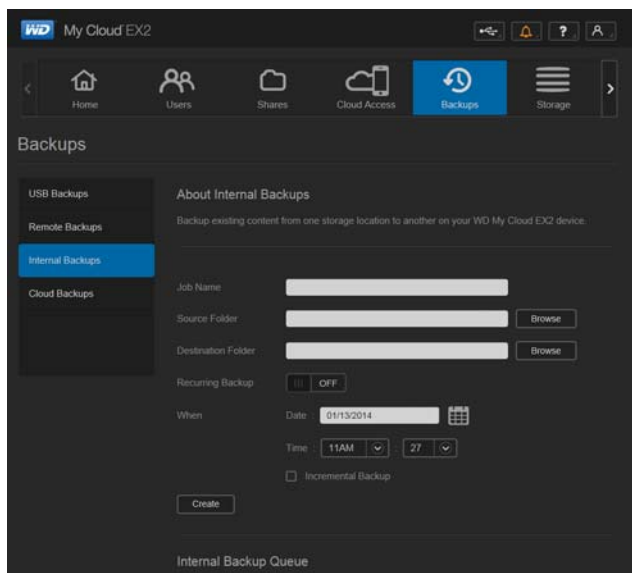 WD My Cloud EX2
?
Home Users Shares Cloud Access Backups Storage
Backups
USB Backups
Remote Backups
Internal Backups
Cloud Backups
About Internal Backups
Backup existing content from one storage location to another on your WD My Cloud EX2 device.
Job Name
Source Folder Browse
Destination Folder Browse
Recurring Backup OFF
When Date : 01/13/2014
Time : 11AM : 27
Incremental Backup
Create
Internal Backup Queue